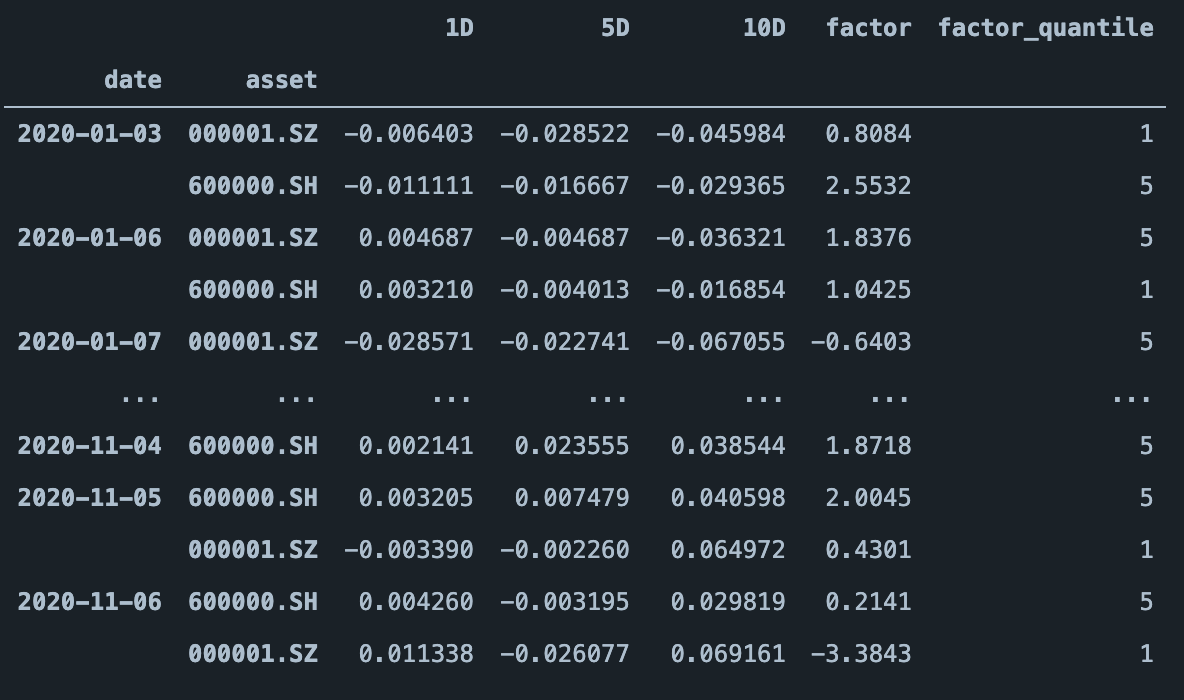 1D 5D 10D factor factor_quantile
date asset
2020-01-03 000001.SZ -0.006403 -0.028522 -0.045984 0.8084 1
600000.SH -0.011111 -0.016667 -0.029365 2.5532 5
2020-01-06 000001.SZ 0.004687 -0.004687 -0.036321 1.8376 5
600000.SH 0.003210 -0.004013 -0.016854 1.0425 1
2020-01-07 000001.SZ -0.028571 -0.022741 -0.067055 -0.6403 5
... ... ... ... ... ... ...
2020-11-04 600000.SH 0.002141 0.023555 0.038544 1.8718 5
2020-11-05 600000.SH 0.003205 0.007479 0.040598 2.0045 5
000001.SZ -0.003390 -0.002260 0.064972 0.4301 1
2020-11-06 600000.SH 0.004260 -0.003195 0.029819 0.2141 5
000001.SZ 0.011338 -0.026077 0.069161 -3.3843 1